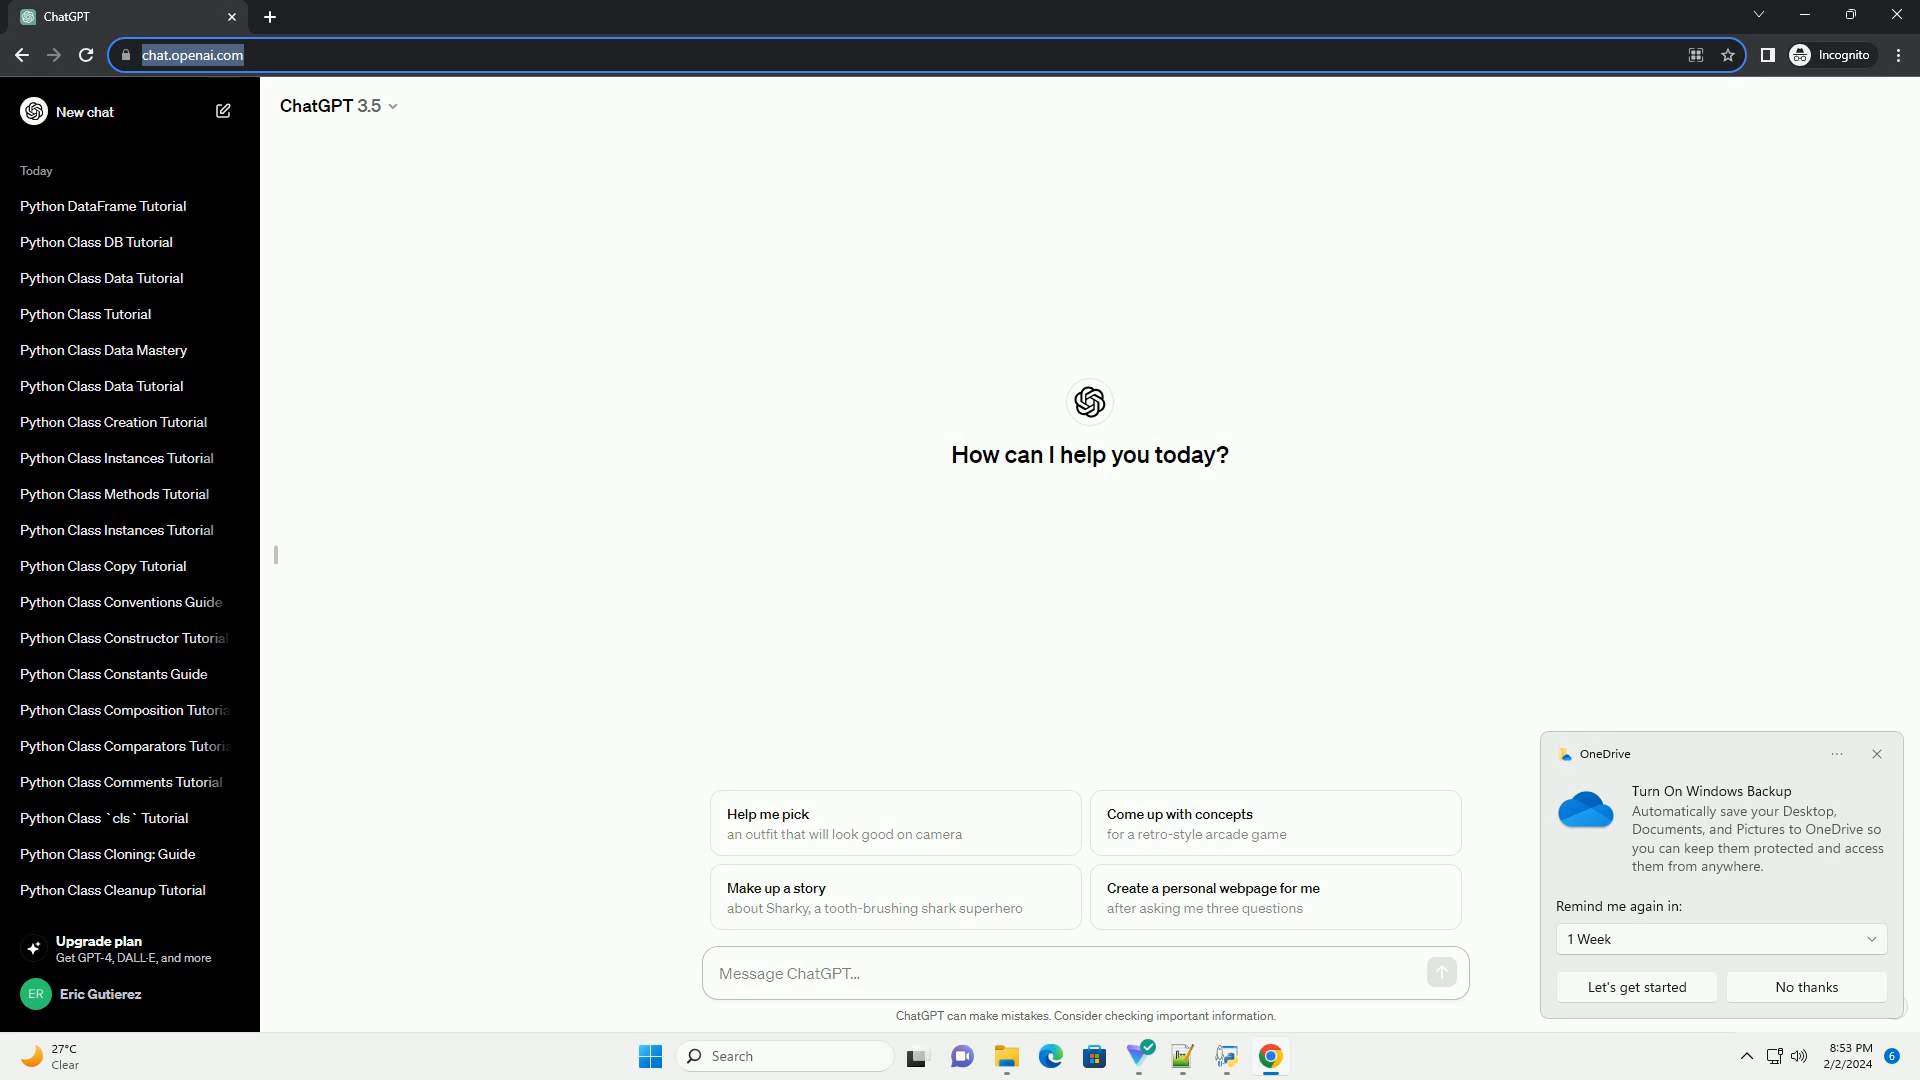 ChatGPT
chat.openai.com
Incognito
New chat
ChatGPT 3.5
Today
Python DataFrame Tutorial
Python Class DB Tutorial
Python Class Data Tutorial
Python Class Tutorial
Python Class Data Mastery
Python Class Data Tutorial
Python Class Creation Tutorial
Python Class Instances Tutorial
Python Class Methods Tutorial
Python Class Instances Tutorial
Python Class Copy Tutorial
Python Class Conventions Guide
Python Class Constructor Tutorial
Python Class Constants Guide
Python Class Composition Tutoria
Python Class Comparators Tutoria
Python Class Comments Tutorial
Python Class `cls` Tutorial
Python Class Cloning: Guide
Python Class Cleanup Tutorial
Upgrade plan
Get GPT-4, DALL·E, and more
ER
Eric Gutierez
How can I help you today?
Help me pick
an outfit that will look good on camera
Come up with concepts
for a retro-style arcade game
Make up a story
about Sharky, a tooth-brushing shark superhero
Create a personal webpage for me
after asking me three questions
Message ChatGPT...
ChatGPT can make mistakes. Consider checking important information.
OneDrive
Turn On Windows Backup
Automatically save your Desktop,
Documents, and Pictures to OneDrive so
you can keep them protected and access
them from anywhere.
Remind me again in:
1 Week
Let's get started
No thanks
27°C
Clear
Search
8:53 PM
2/2/2024
6